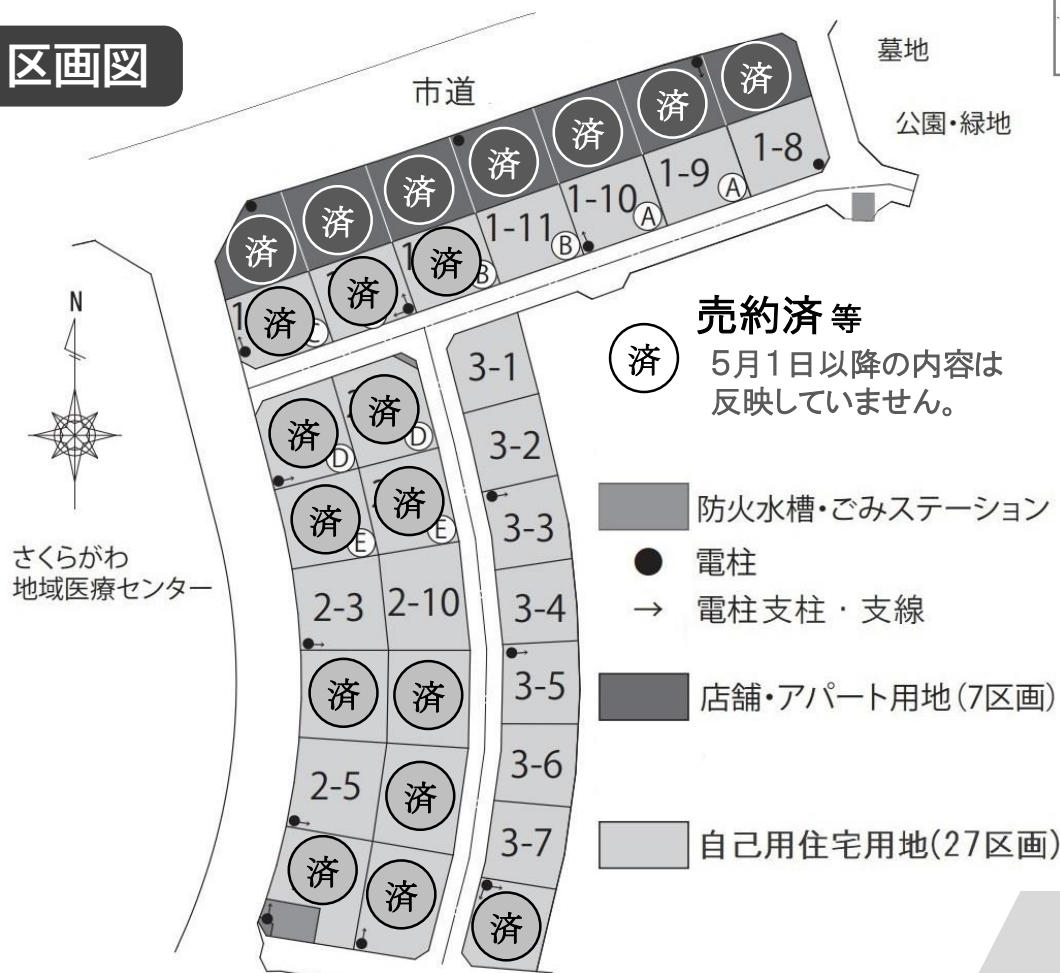 区画図
市道
墓地
公園・緑地
済
済
済
済
済
済
済
1-8
1-9
A
1-10
A
1-11
B
済
B
済
済
C
N
売約済等
済
5月1日以降の内容は
反映していません。
3-1
3-2
3-3
3-4
3-5
3-6
3-7
済
済
D
済
D
済
E
済
E
2-3
2-10
済
済
2-5
済
済
済
さくらがわ
地域医療センター
防火水槽・ごみステーション
電柱
→ 電柱支柱・支線
店舗・アパート用地(7区画)
自己用住宅用地(27区画)